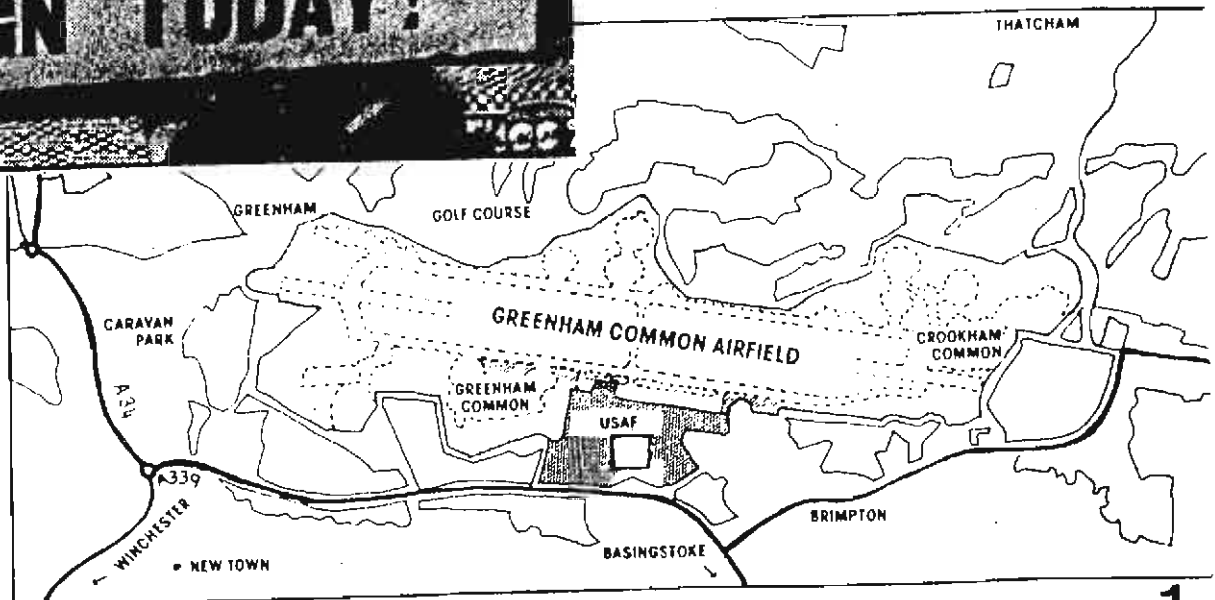 EN TODAY!
THATCHAM
GREENHAM
GOLF COURSE
GREENHAM COMMON AIRFIELD
CARAVAN
PARK
CROOKHAM
COMMON
A34
GREENHAM
COMMON
USAF
A339
WINCHESTER
• NEW TOWN
BASINGSTOKE
BRIMPTON
1